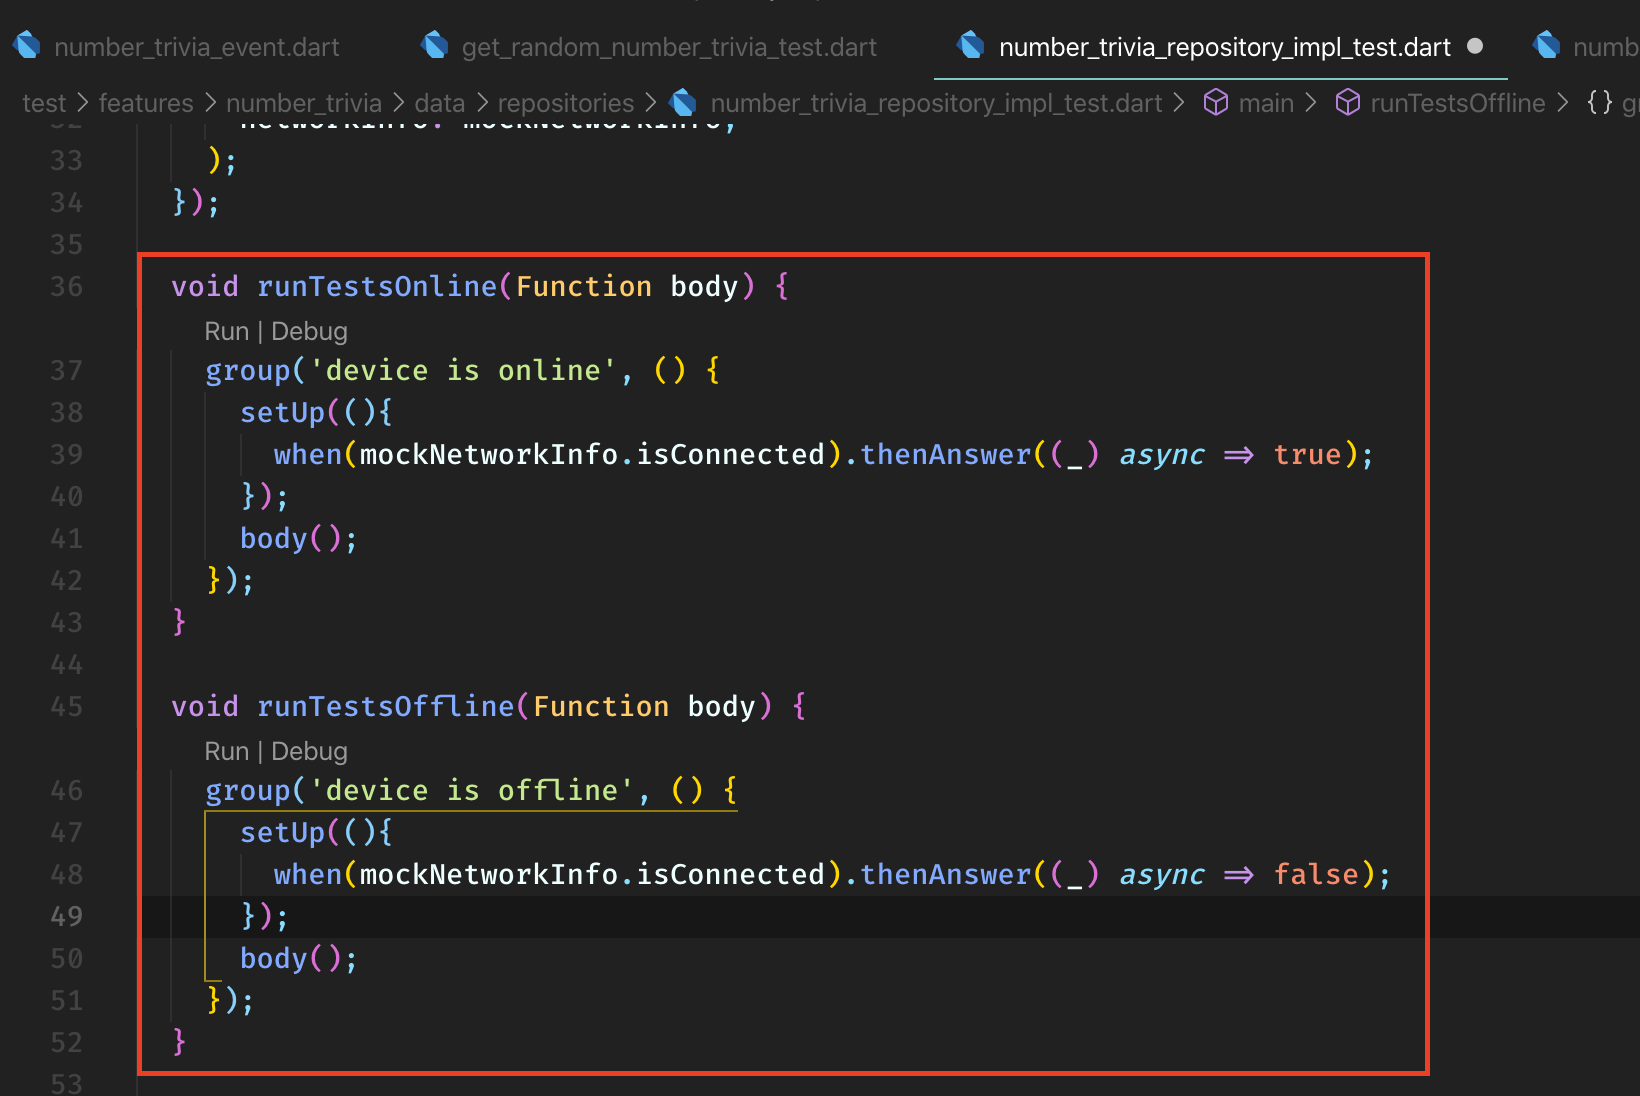 number_trivia_event.dart get_random_number_trivia_test.dart number_trivia_repository_impl_test.dart numb
test > features > number_trivia > data > repositories > number_trivia_repository_impl_test.dart > main > runTestsOffline > {} g
32 networkInfo: mockNetworkInfo,
33 );
34 });
35
36 void runTestsOnline(Function body) {
Run | Debug
37 group('device is online', () {
38 setUp((){
39 when(mockNetworkInfo.isConnected).thenAnswer((_) async => true);
40 });
41 body();
42 });
43 }
44
45 void runTestsOffline(Function body) {
Run | Debug
46 group('device is offline', () {
47 setUp((){
48 when(mockNetworkInfo.isConnected).thenAnswer((_) async => false);
49 });
50 body();
51 });
52 }
53